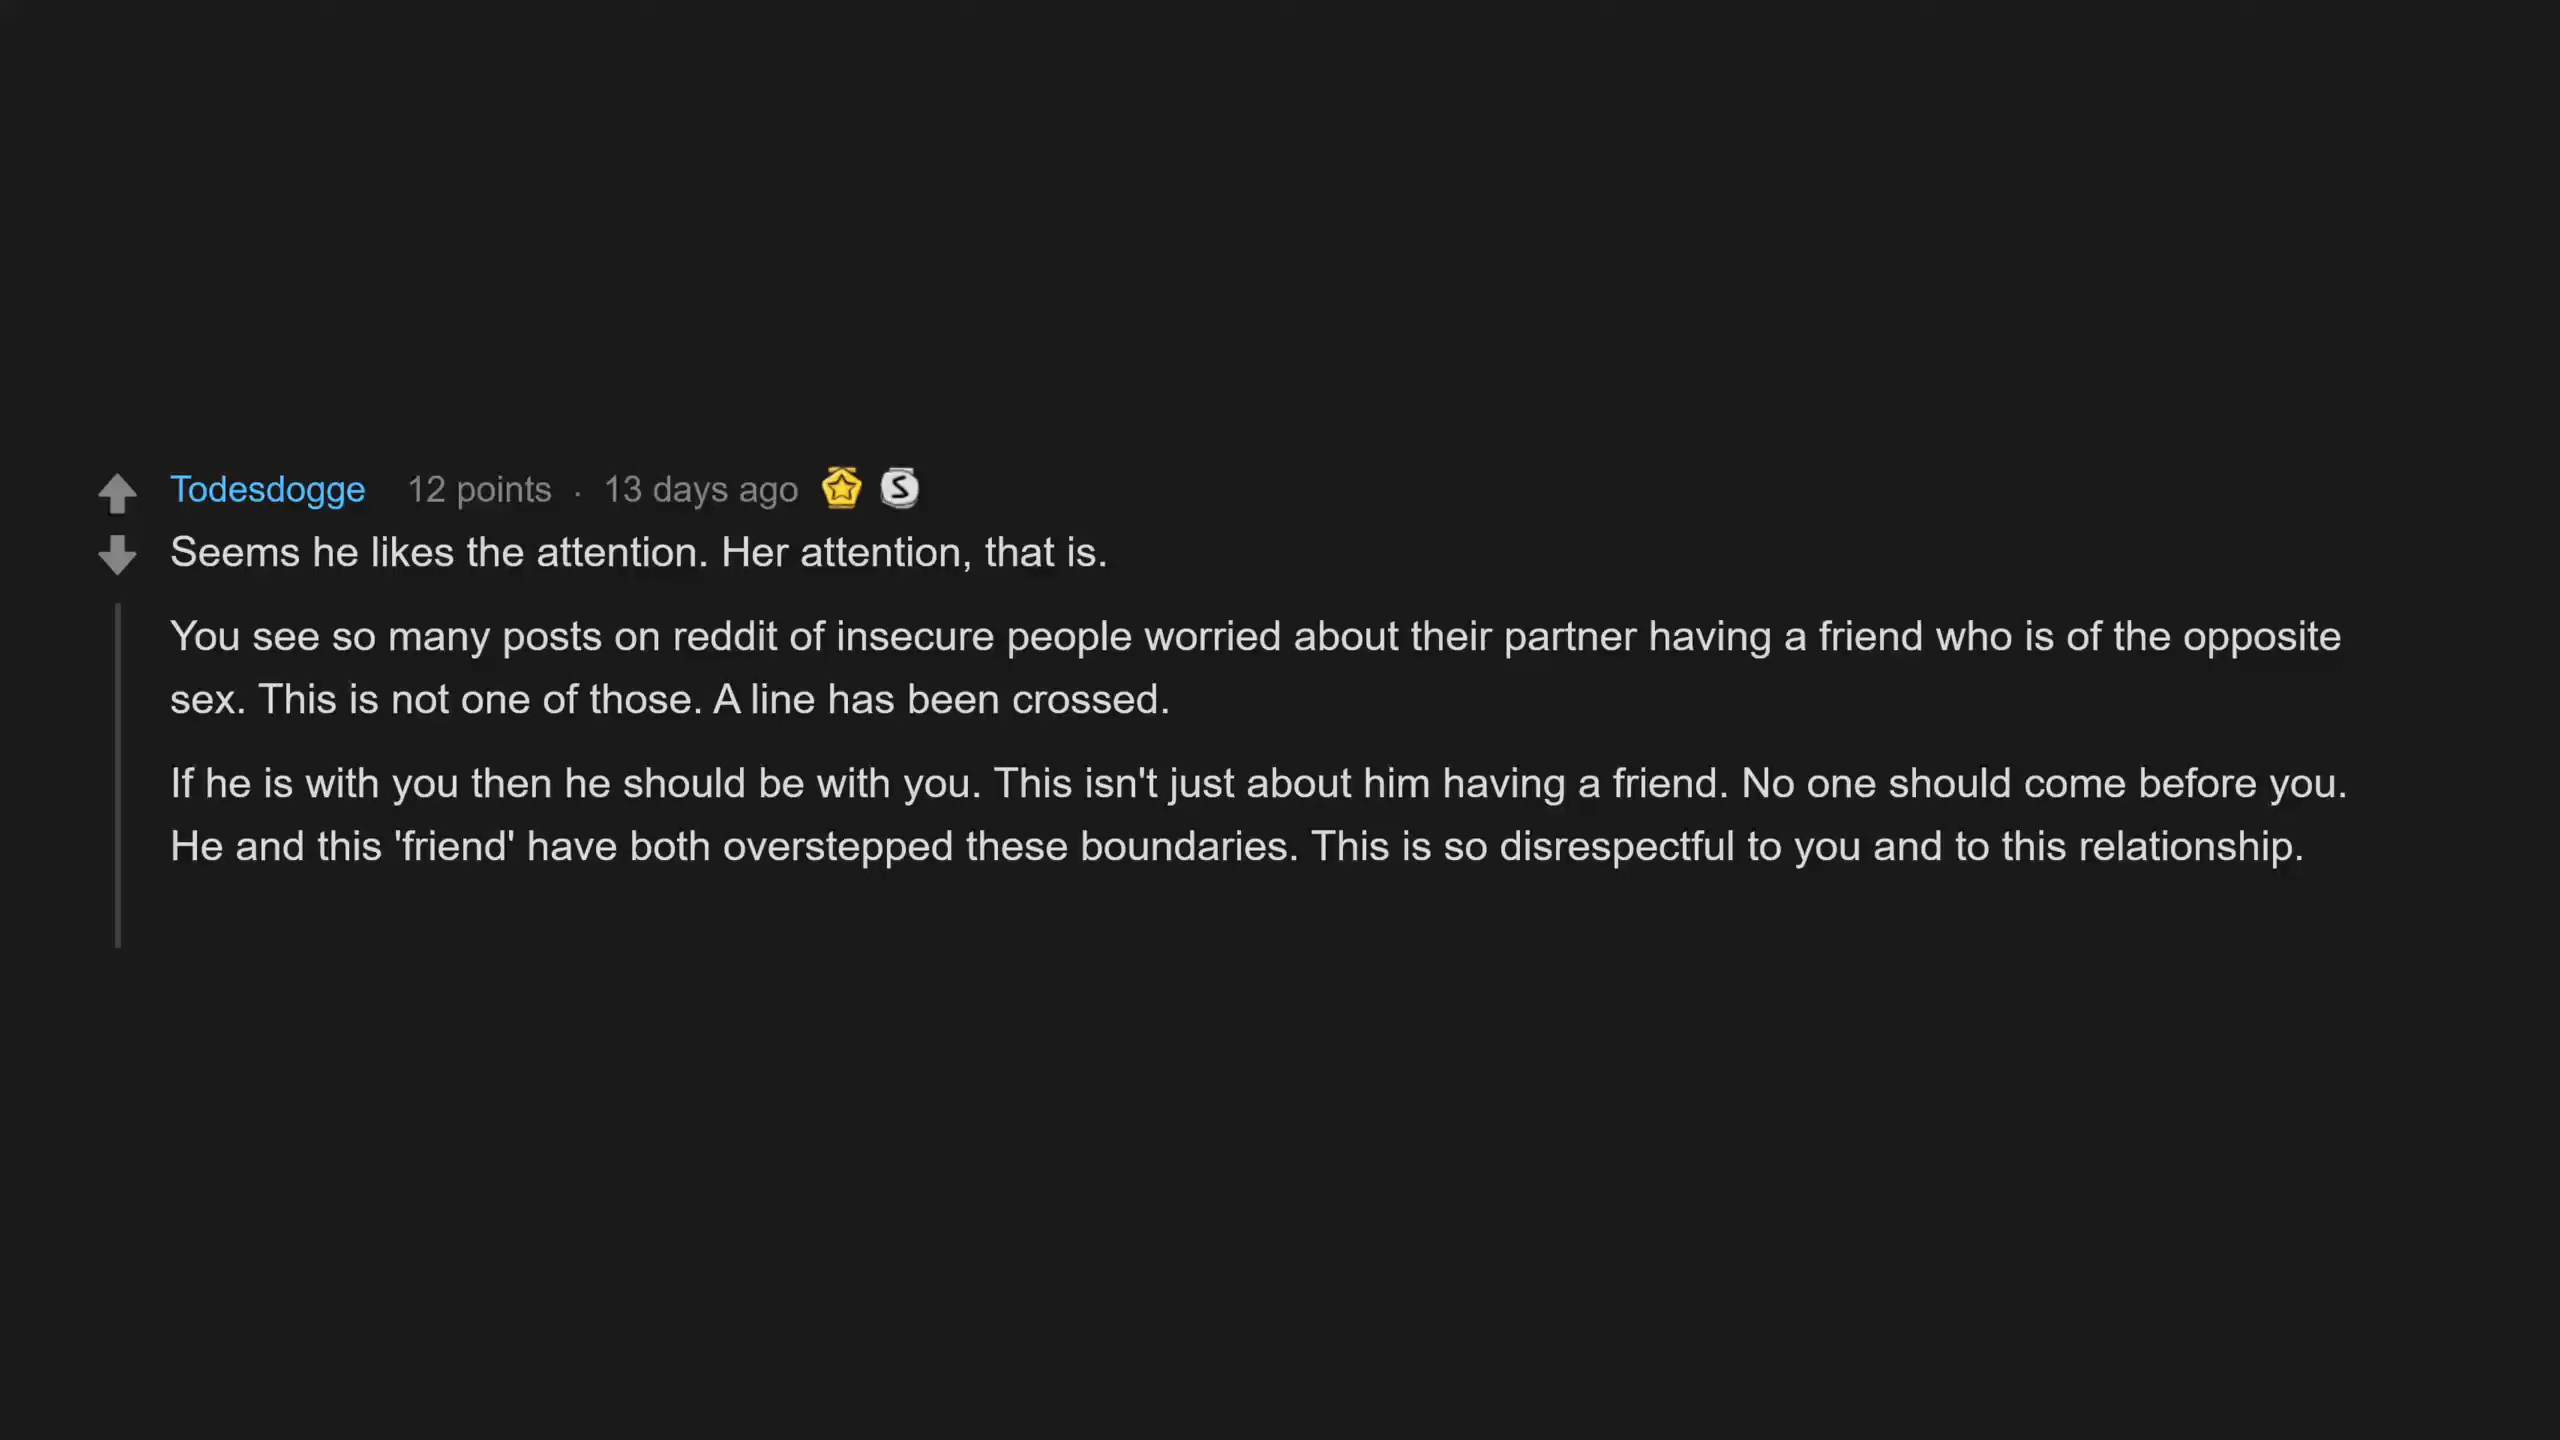 Todesdogge 12 points · 13 days ago S
Seems he likes the attention. Her attention, that is.
You see so many posts on reddit of insecure people worried about their partner having a friend who is of the opposite
sex. This is not one of those. A line has been crossed.
If he is with you then he should be with you. This isn't just about him having a friend. No one should come before you.
He and this 'friend' have both overstepped these boundaries. This is so disrespectful to you and to this relationship.